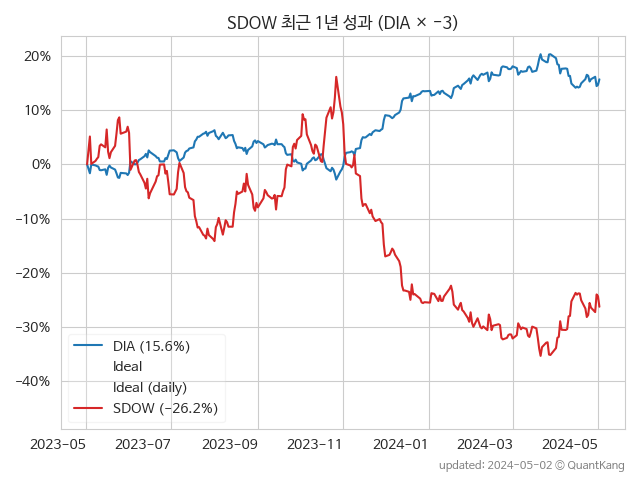 SDOW 최근 1년 성과 (DIA × −3)
20%
10%
0%
−10%
−20%
−30%
−40%
DIA (15.6%)
Ideal
Ideal (daily)
SDOW (−26.2%)
2023-05 2023-07 2023-09 2023-11 2024-01 2024-03 2024-05
updated: 2024-05-02 © QuantKang